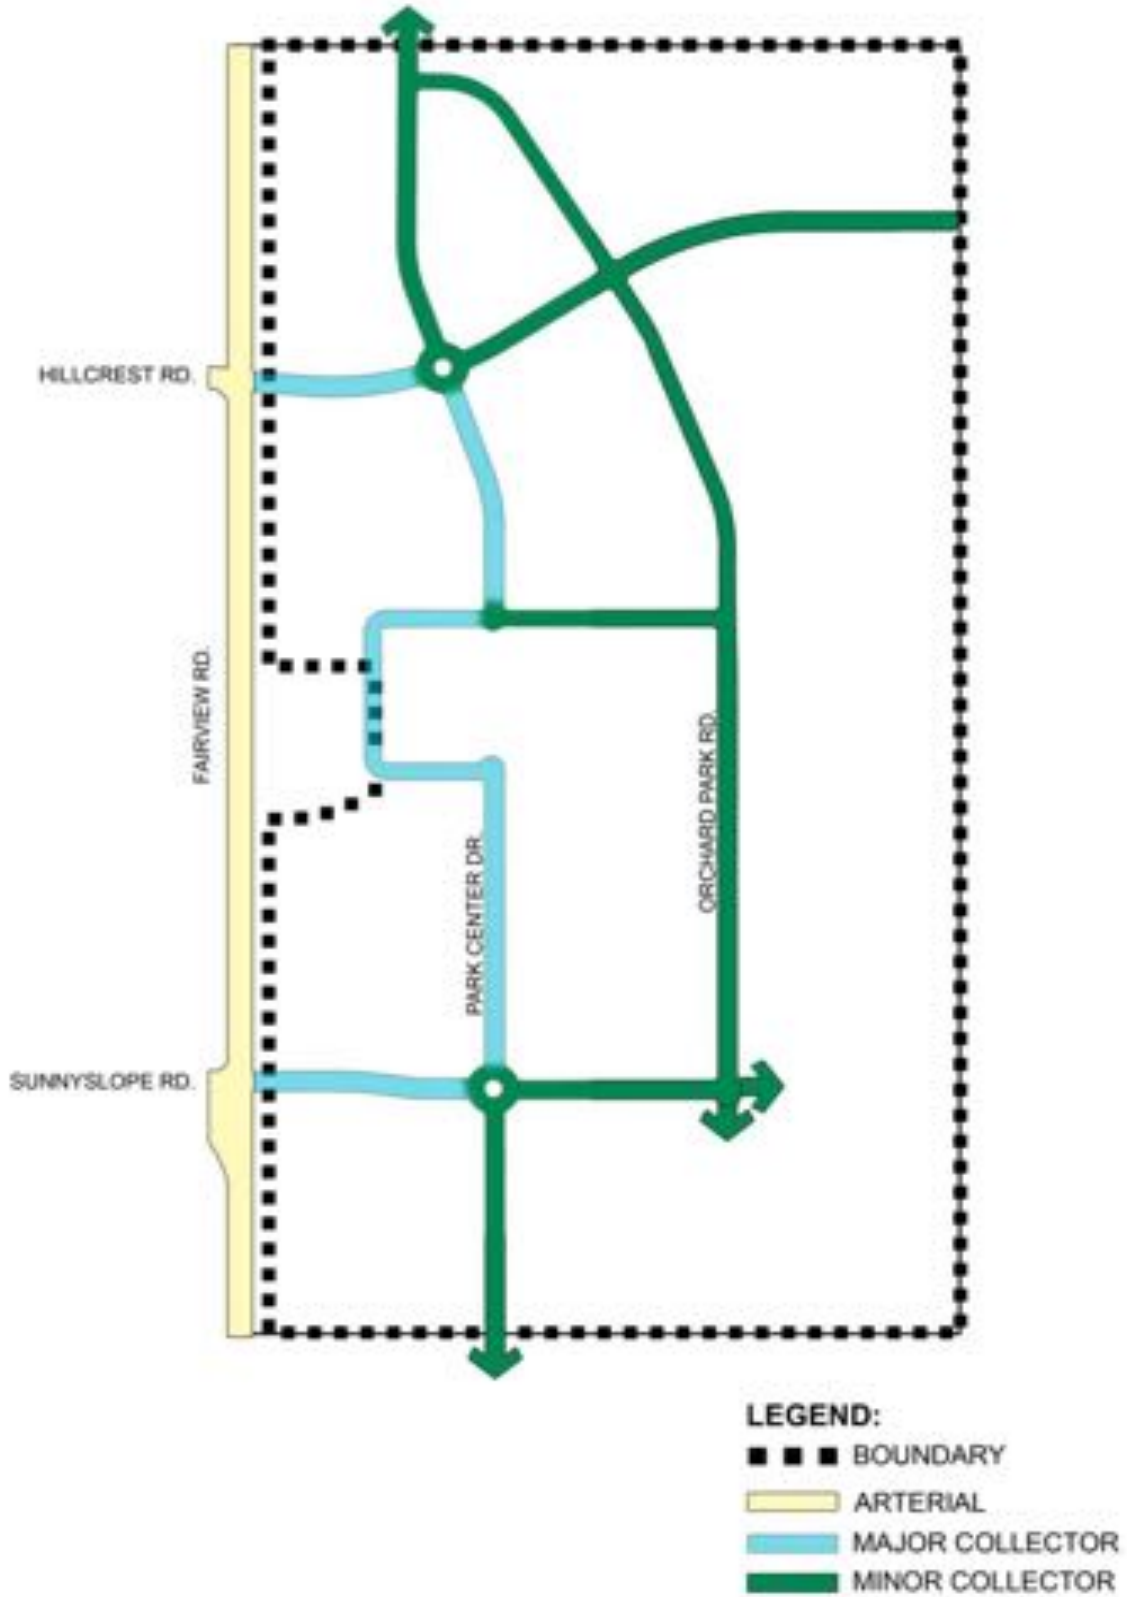 HILLCREST RD.
FAIRVIEW RD.
ORCHARD PARK RD.
PARK CENTER DR.
SUNNYSLOPE RD.
LEGEND:
BOUNDARY
ARTERIAL
MAJOR COLLECTOR
MINOR COLLECTOR